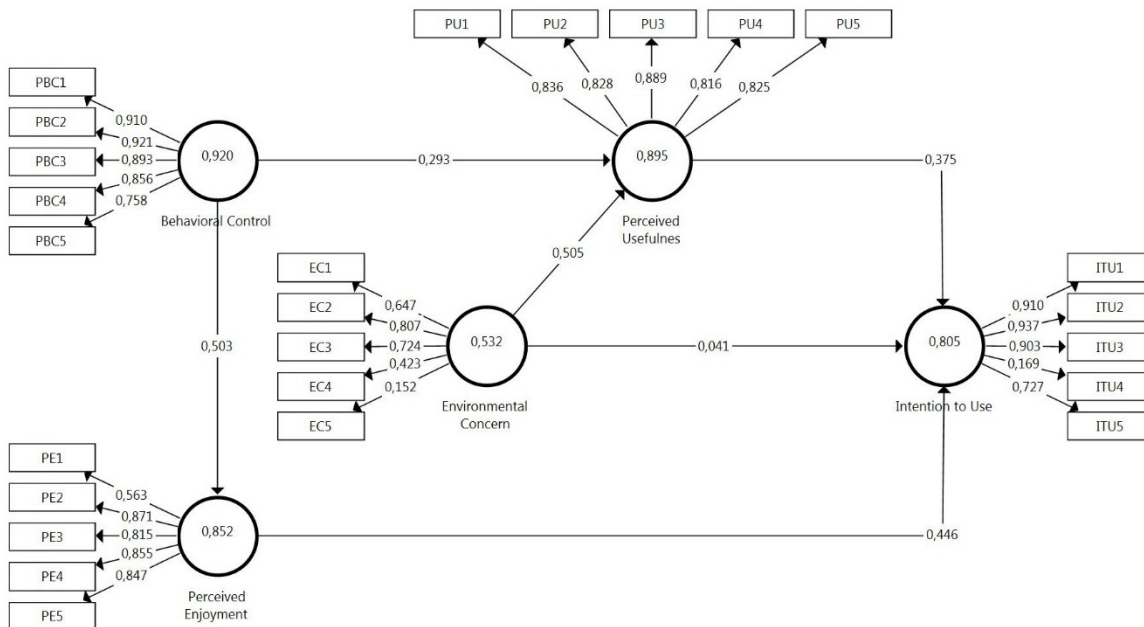 PU1 PU2 PU3 PU4 PU5
0,836 0,828 0,889 0,816 0,825
PBC1
PBC2
PBC3
PBC4
PBC5
0,910
0,921
0,893
0,856
0,758
0,920
Behavioral Control
0,293
0,895
Perceived
Usefulnes
0,375
0,505
EC1
EC2
EC3
EC4
EC5
0,647
0,807
0,724
0,423
0,152
0,532
Environmental
Concern
0,041
0,805
Intention to Use
0,910
0,937
0,903
0,169
0,727
ITU1
ITU2
ITU3
ITU4
ITU5
0,503
PE1
PE2
PE3
PE4
PE5
0,563
0,871
0,815
0,855
0,847
0,852
Perceived
Enjoyment
0,446